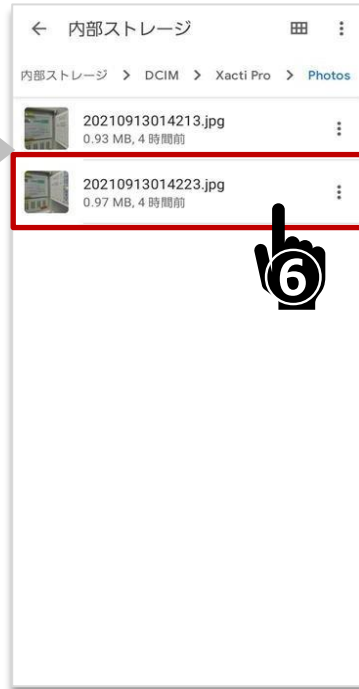 ← 内部ストレージ
内部ストレージ > DCIM > Xacti Pro > Photos
20210913014213.jpg
0.93 MB, 4 時間前
20210913014223.jpg
0.97 MB, 4 時間前
6